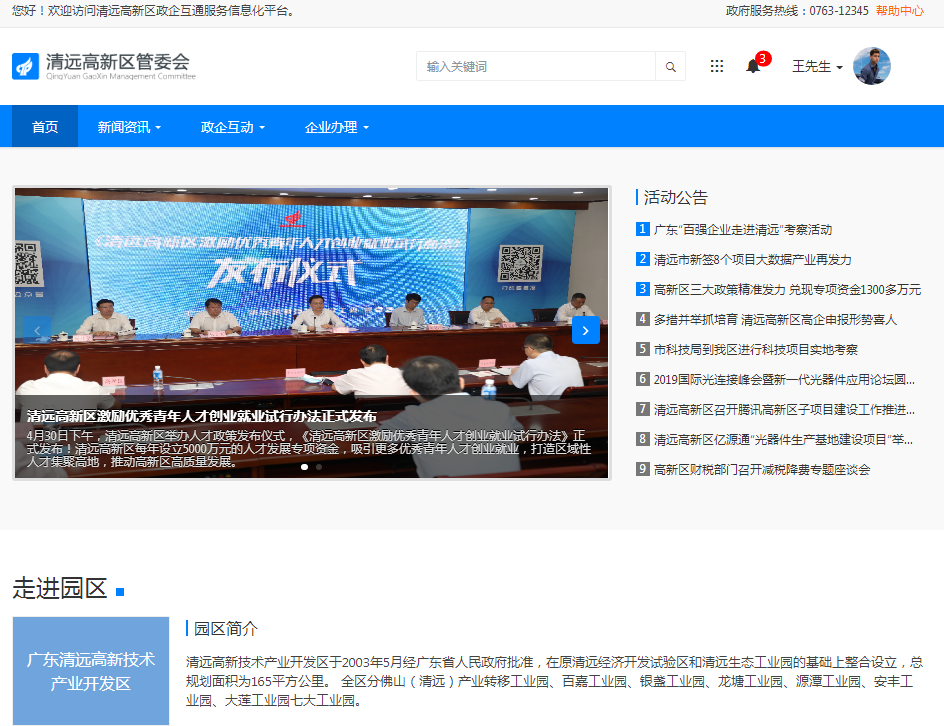 您好！欢迎访问清远高新区政企互通服务信息化平台。
政府服务热线：0763-12345 帮助中心
清远高新区管委会
QingYuan GaoXin Management Committee
输入关键词
3
王先生
首页 新闻资讯 政企互动 企业办理
《清远高新区激励优秀青年人才创业就业试行办法》
发布仪式
清远高新区激励优秀青年人才创业就业试行办法正式发布
4月30日下午，清远高新区举办人才政策发布仪式，《清远高新区激励优秀青年人才创业就业试行办法》正
式发布！清远高新区每年设立5000万元的人才发展专项资金，吸引更多优秀青年人才创业就业，打造区域性
人才集聚高地，推动高新区高质量发展。
活动公告
1 广东“百强企业走进清远”考察活动
2 清远市新签8个项目大数据产业再发力
3 高新区三大政策精准发力 兑现专项资金1300多万元
4 多措并举抓培育 清远高新区高企申报形势喜人
5 市科技局到我区进行科技项目实地考察
6 2019国际光连接峰会暨新一代光器件应用论坛圆...
7 清远高新区召开腾讯高新区子项目建设工作推进...
8 清远高新区亿源通“光器件生产基地建设项目”举...
9 高新区财税部门召开减税降费专题座谈会
走进园区
广东清远高新技术
产业开发区
园区简介
清远高新技术产业开发区于2003年5月经广东省人民政府批准，在原清远经济开发试验区和清远生态工业园的基础上整合设立，总
规划面积为165平方公里。 全区分佛山（清远）产业转移工业园、百嘉工业园、银盏工业园、龙塘工业园、源潭工业园、安丰工
业园、大莲工业园七大工业园。